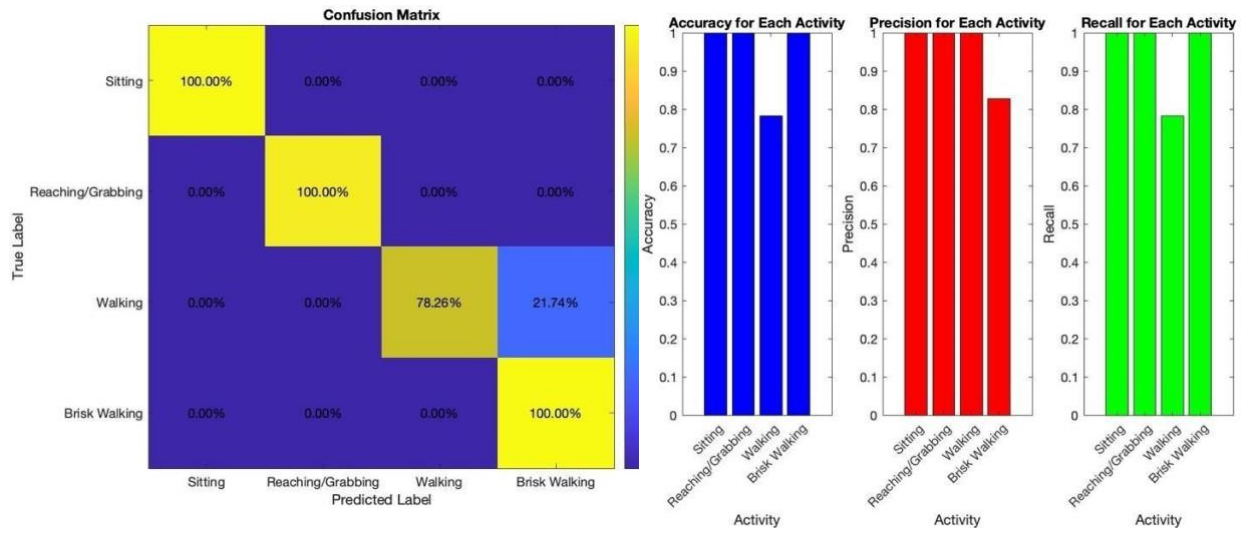 Confusion Matrix
True Label
Sitting 100.00% 0.00% 0.00% 0.00%
Reaching/Grabbing 0.00% 100.00% 0.00% 0.00%
Walking 0.00% 0.00% 78.26% 21.74%
Brisk Walking 0.00% 0.00% 0.00% 100.00%
Sitting Reaching/Grabbing Walking Brisk Walking
Predicted Label
Accuracy for Each Activity
Accuracy
1
0.9
0.8
0.7
0.6
0.5
0.4
0.3
0.2
0.1
0
Sitting
Reaching/Grabbing
Walking
Brisk Walking
Activity
Precision for Each Activity
Precision
1
0.9
0.8
0.7
0.6
0.5
0.4
0.3
0.2
0.1
0
Sitting
Reaching/Grabbing
Walking
Brisk Walking
Activity
Recall for Each Activity
Recall
1
0.9
0.8
0.7
0.6
0.5
0.4
0.3
0.2
0.1
0
Sitting
Reaching/Grabbing
Walking
Brisk Walking
Activity